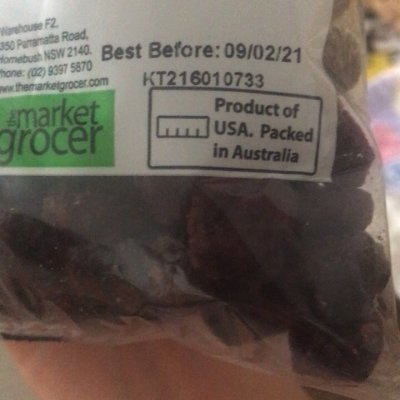 Warehouse F2,
350 Parramatta Road,
Homebush NSW 2140.
Phone: (02) 9397 5870
www.themarketgrocer.com
Best Before: 09/02/21
KT216010733
the market
grocer
Product of
USA. Packed
in Australia